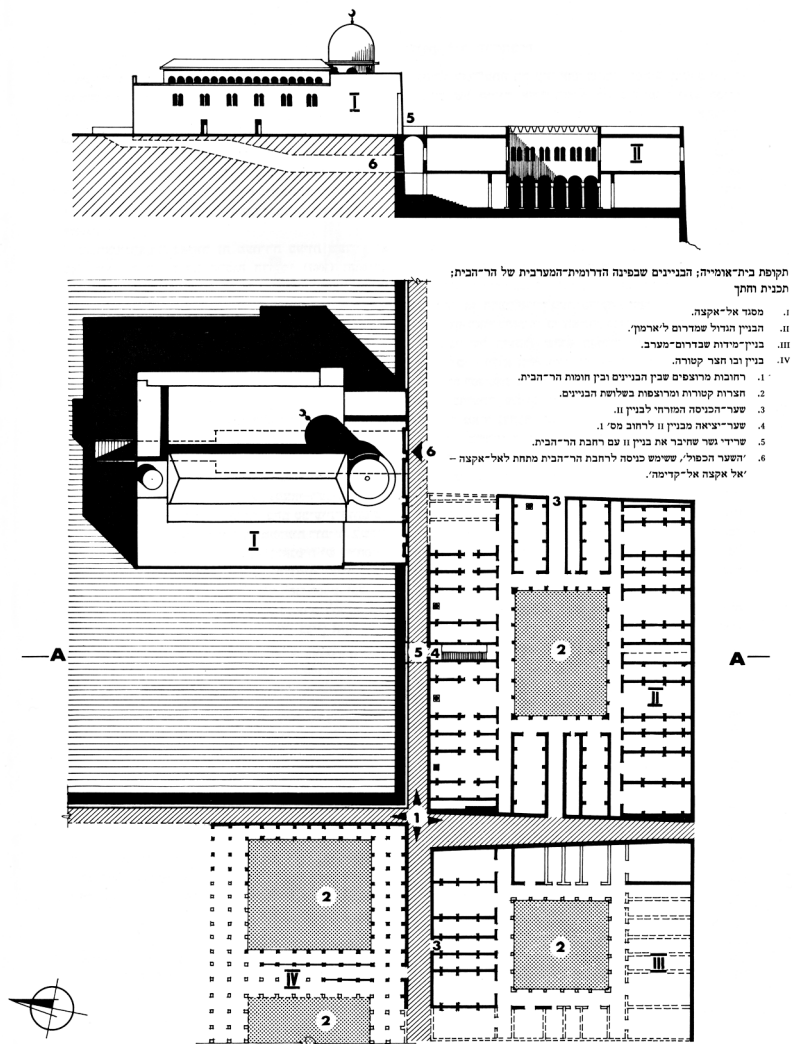 I
5
6
II
תקופת בית־אומייה; הבניינים שבפינה הדרומית־המערבית של הר־הבית;
תכנית וחתך
I. מסגד אל־אקצה.
II. הבניין הגדול שמדרום ל'ארמון'.
III. בניין־מידות שבדרום־מערב.
IV. בניין ובו חצר קטורה.
1. רחובות מרוצפים שבין הבניינים ובין חומות הר־הבית.
2. חצרות קטורות ומרוצפות בשלושת הבניינים.
3. שער־הכניסה המזרחי לבניין II.
4. שער־יציאה מבניין II לרחוב מס' 1.
5. שרידי גשר שחיבר את בניין II עם רחבת הר־הבית.
6. 'השער הכפול', ששימש כניסה לרחבת הר־הבית מתחת לאל־אקצה –
'אל אקצה אל־קדימה'.
6
I
3
A
5 4
2
A
II
1
2
3
2
III
IV
2